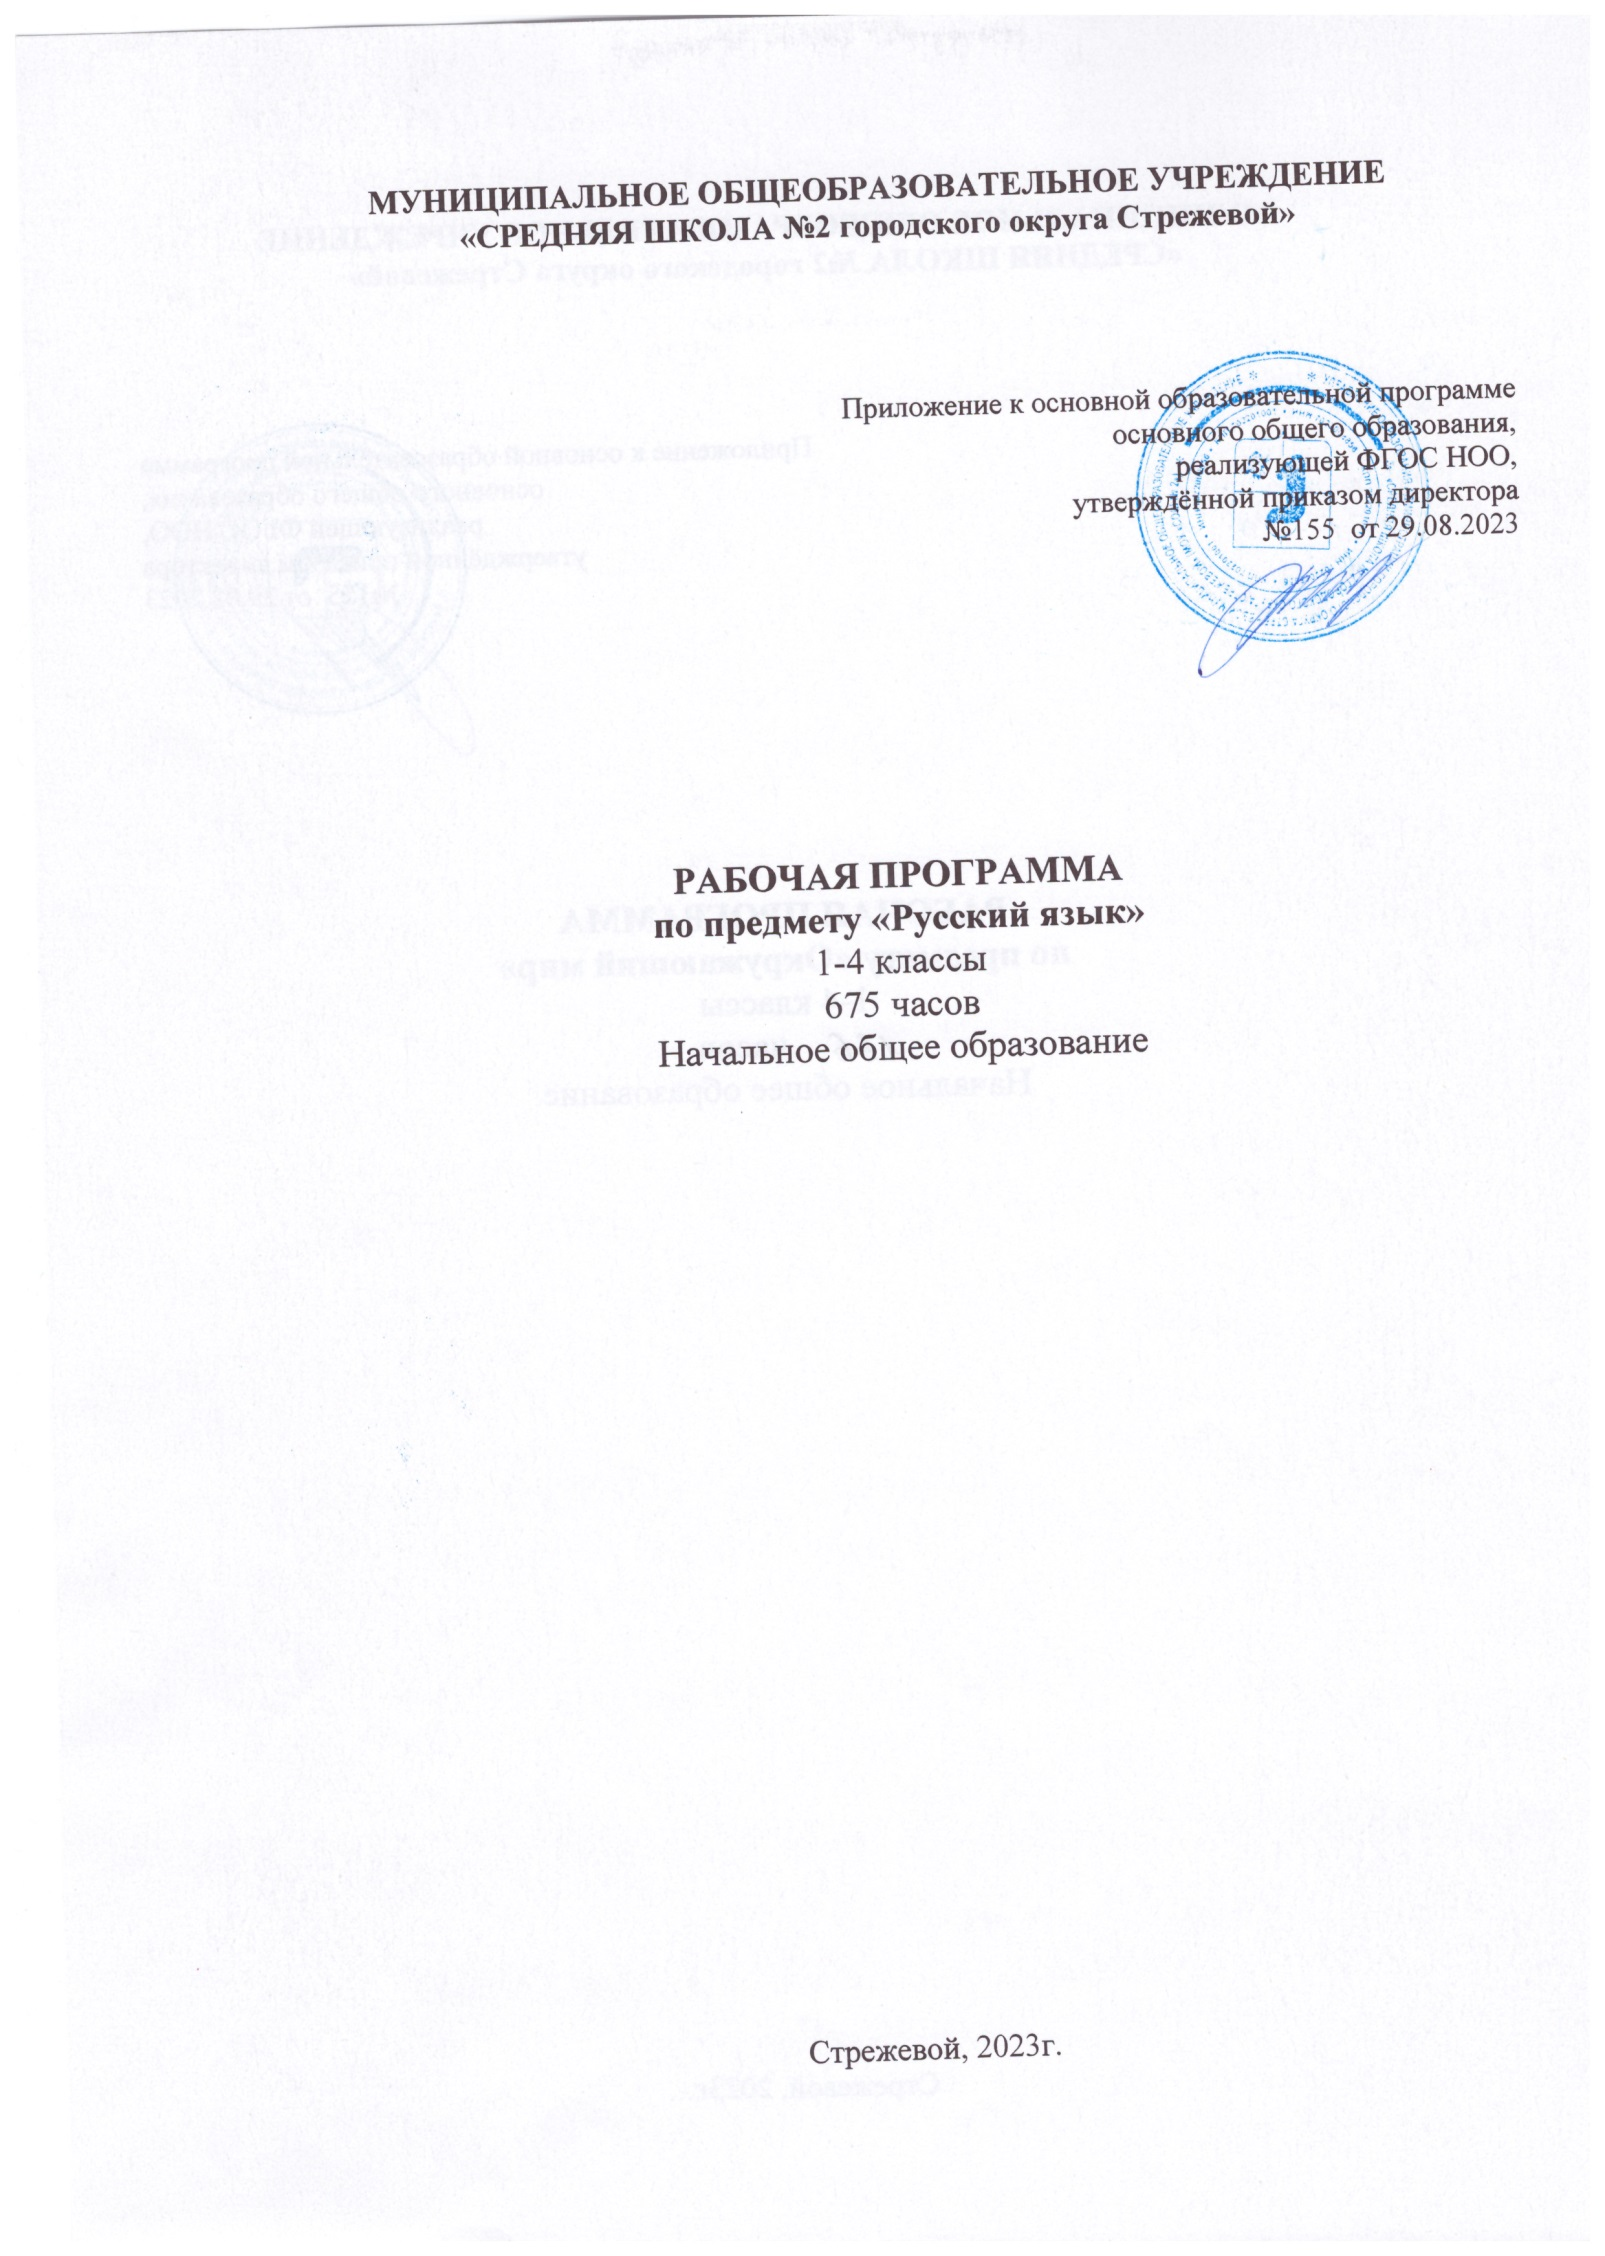 МУНИЦИПАЛЬНОЕ ОБЩЕОБРАЗОВАТЕЛЬНОЕ УЧРЕЖДЕНИЕ
«СРЕДНЯЯ ШКОЛА №2 городского округа Стрежевой»
Приложение к основной образовательной программе
основного общего образования,
реализующей ФГОС НОО,
утверждённой приказом директора
№155 от 29.08.2023
3
РАБОЧАЯ ПРОГРАММА
по предмету «Русский язык»
1-4 классы
675 часов
Начальное общее образование
Стрежевой, 2023г.